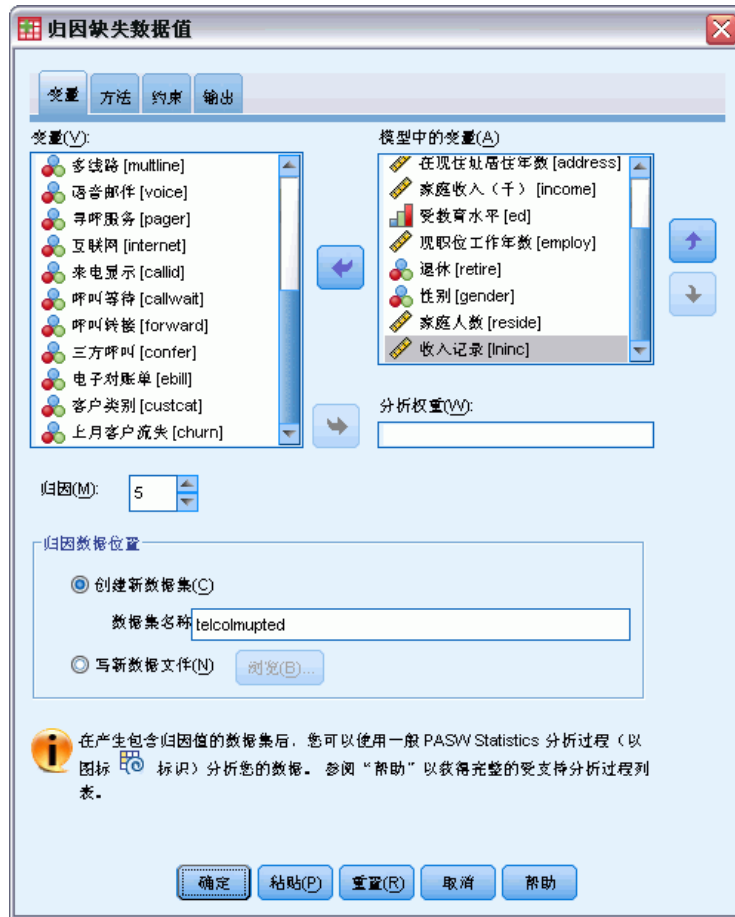 归因缺失数据值
变量 方法 约束 输出
变量(V):
多线路 [multline]
语音邮件 [voice]
寻呼服务 [pager]
互联网 [internet]
来电显示 [callid]
呼叫等待 [callwait]
呼叫转接 [forward]
三方呼叫 [confer]
电子对账单 [ebill]
客户类别 [custcat]
上月客户流失 [churn]
模型中的变量(A)
在现住址居住年数 [address]
家庭收入（千） [income]
受教育水平 [ed]
现职位工作年数 [employ]
退休 [retire]
性别 [gender]
家庭人数 [reside]
收入记录 [lninc]
分析权重(W):
归因(M): 5
归因数据位置
创建新数据集(C)
数据集名称 telcolmupted
写新数据文件(N) 浏览(B)...
在产生包含归因值的数据集后，您可以使用一般 PASW Statistics 分析过程（以
图标 标识）分析您的数据。 参阅“帮助”以获得完整的受支持分析过程列
表。
确定 粘贴(P) 重置(R) 取消 帮助